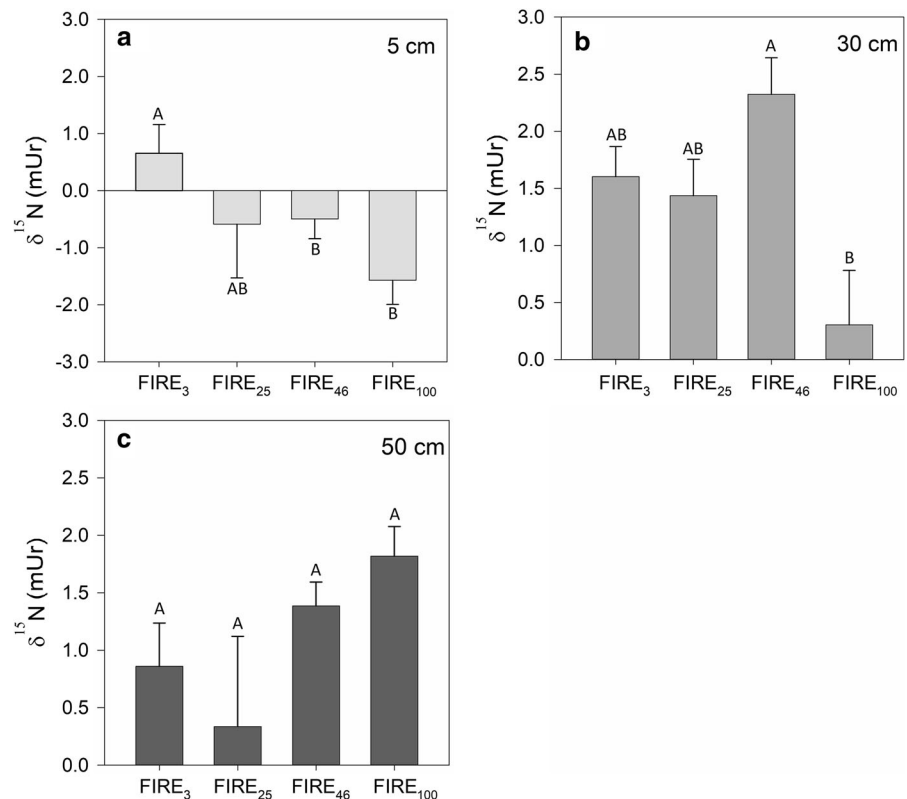 a
5 cm
3.0
2.0
1.0
0.0
-1.0
-2.0
-3.0
δ¹⁵N (mUr)
A
AB
B
B
FIRE₃ FIRE₂₅ FIRE₄₆ FIRE₁₀₀
b
30 cm
3.0
2.5
2.0
1.5
1.0
0.5
0.0
δ¹⁵N (mUr)
AB
AB
A
B
FIRE₃ FIRE₂₅ FIRE₄₆ FIRE₁₀₀
c
50 cm
3.0
2.5
2.0
1.5
1.0
0.5
0.0
δ¹⁵N (mUr)
A
A
A
A
FIRE₃ FIRE₂₅ FIRE₄₆ FIRE₁₀₀